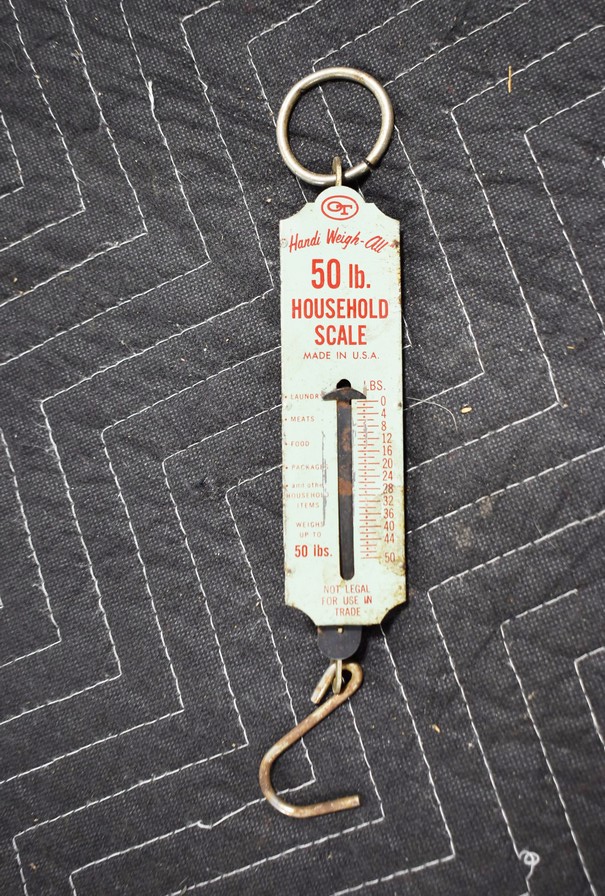 OT
Handi Weigh-All
50 lb.
HOUSEHOLD
SCALE
MADE IN U.S.A.
LBS.
• LAUNDRY
0
4
• MEATS
8
12
• FOOD
16
20
• PACKAGES
24
28
• and other
HOUSEHOLD
32
ITEMS
36
WEIGHS
40
UP TO
44
50 lbs.
50
NOT LEGAL
FOR USE IN
TRADE